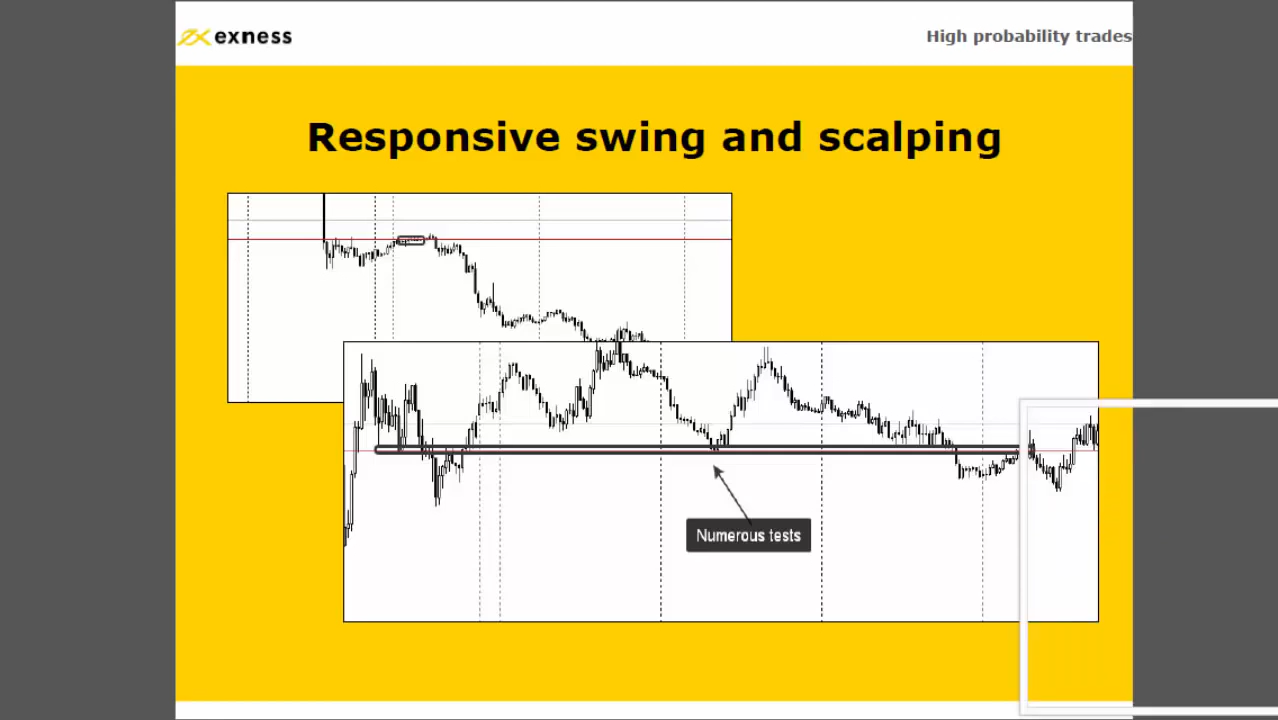 exness
High probability trades
Responsive swing and scalping
Numerous tests